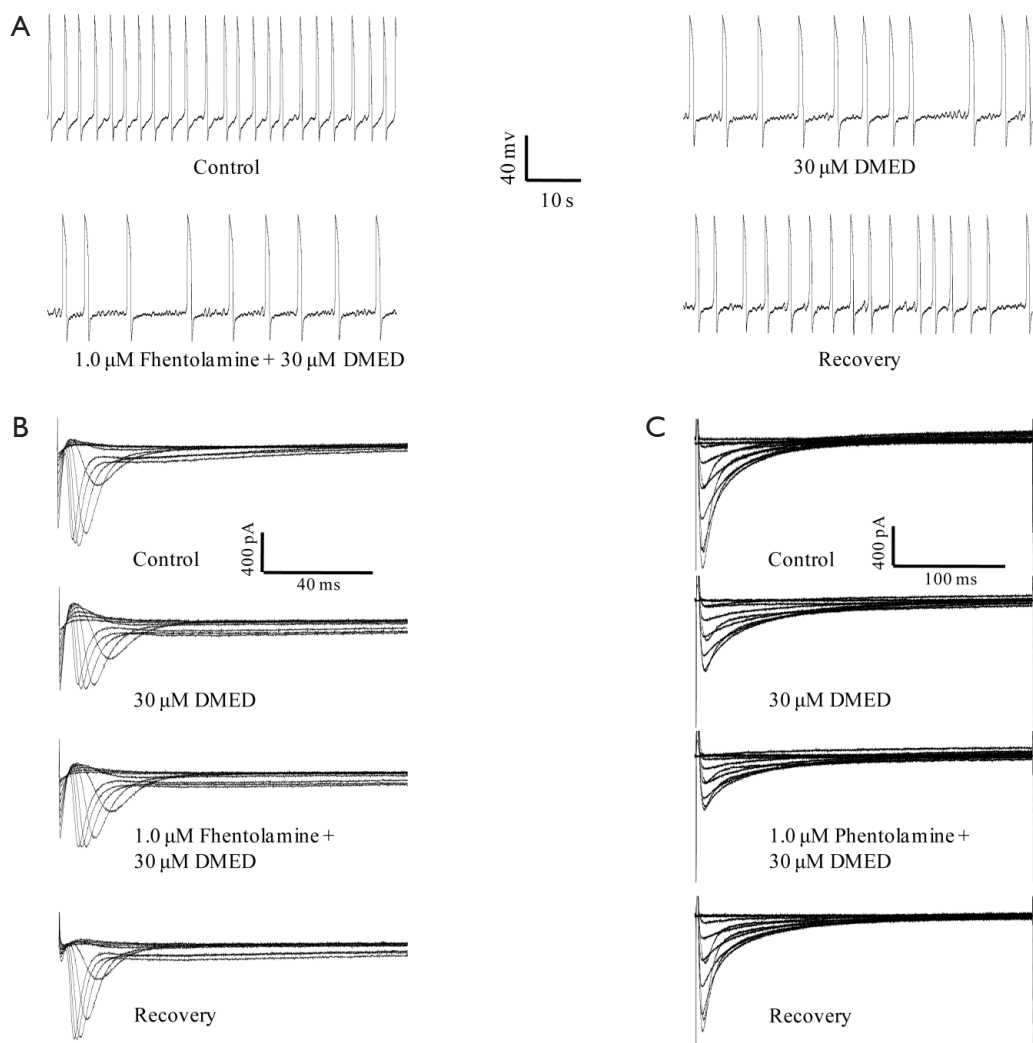 A
Control
40 mv
10 s
30 μM DMED
1.0 μM Fhentolamine + 30 μM DMED
Recovery
B
Control
400 pA
40 ms
30 μM DMED
1.0 μM Fhentolamine +
30 μM DMED
Recovery
C
Control
400 pA
100 ms
30 μM DMED
1.0 μM Phentolamine +
30 μM DMED
Recovery